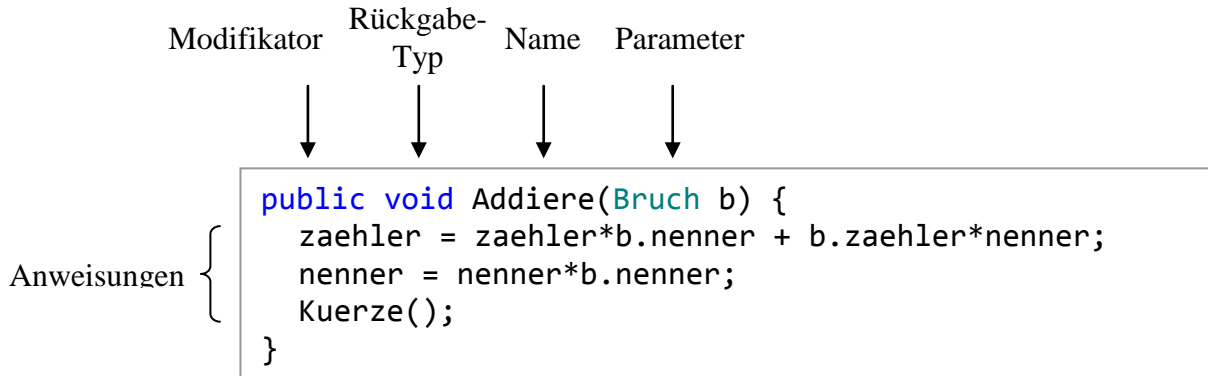 Modifikator Rückgabe- Name Parameter
Typ
public void Addiere(Bruch b) {
zaehler = zaehler*b.nenner + b.zaehler*nenner;
Anweisungen nenner = nenner*b.nenner;
Kuerze();
}